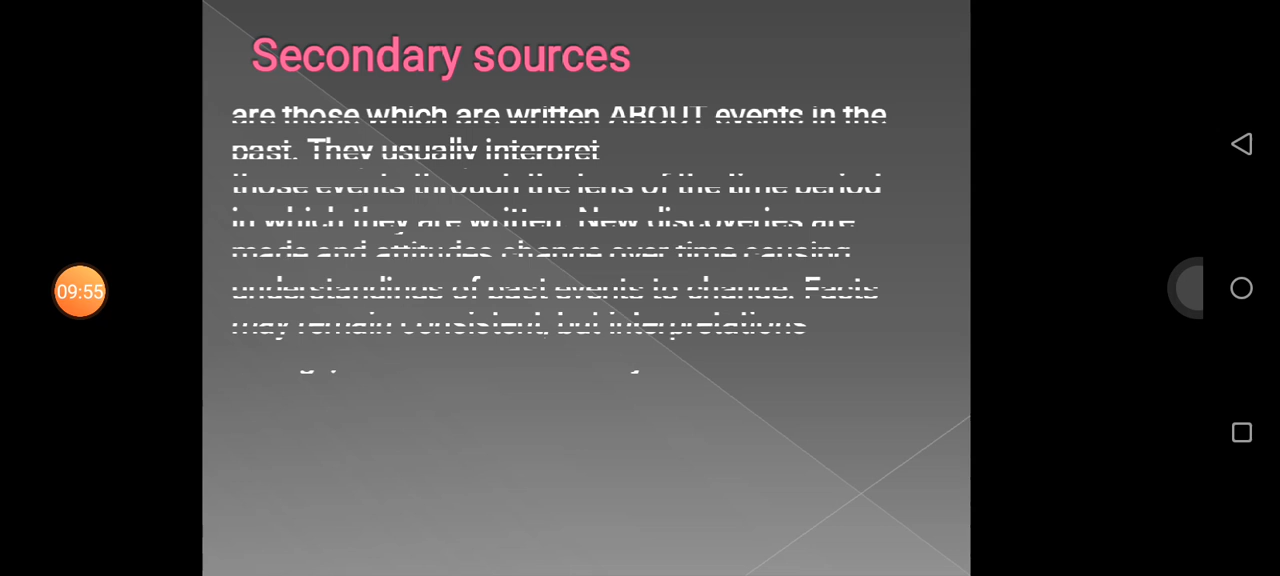 Secondary sources
are those which are written ABOUT events in the
past. They usually interpret
those events through the lens of the time period
in which they are written. New discoveries are
made and attitudes change over time causing
understandings of past events to change. Facts
may remain consistent, but interpretations
09:55